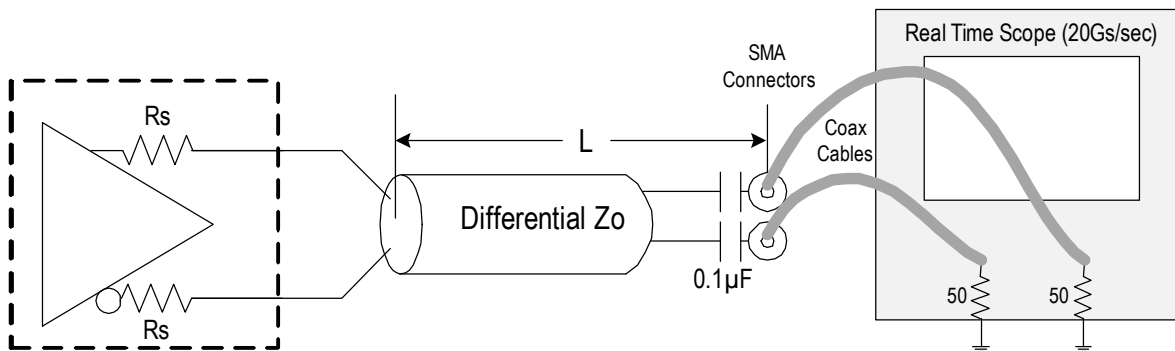 Real Time Scope (20Gs/sec)
SMA
Connectors
Rs
L
Coax
Cables
Differential Zo
0.1µF
50
50
Rs